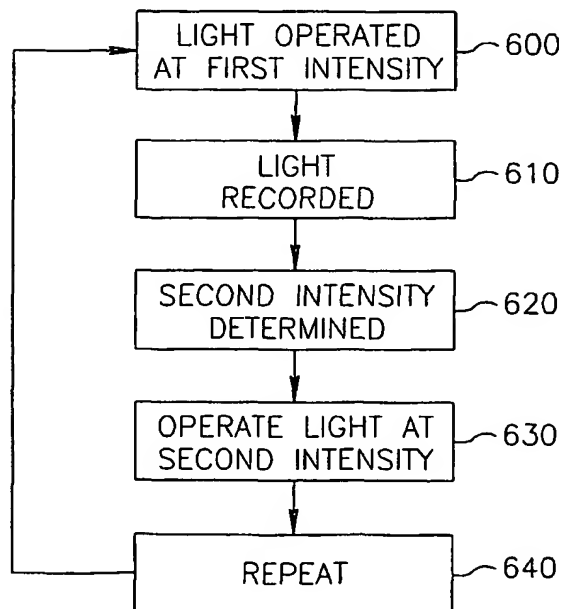 LIGHT OPERATED
AT FIRST INTENSITY
600
LIGHT
RECORDED
610
SECOND INTENSITY
DETERMINED
620
OPERATE LIGHT AT
SECOND INTENSITY
630
REPEAT
640